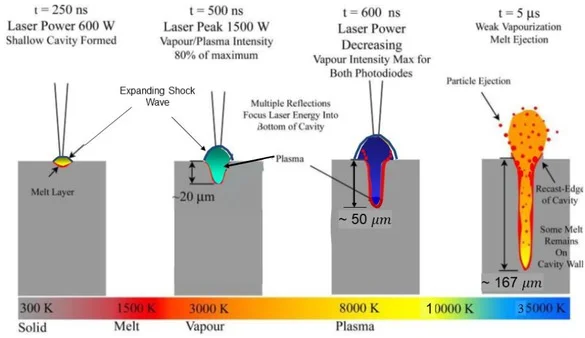 t = 250 ns
Laser Power 600 W
Shallow Cavity Formed
t = 500 ns
Laser Peak 1500 W
Vapour/Plasma Intensity
80% of maximum
t = 600 ns
Laser Power
Decreasing
Vapour Intensity Max for
Both Photodiodes
t = 5 µs
Weak Vapourization
Melt Ejection
Expanding Shock
Wave
Multiple Reflections
Focus Laser Energy Into
Bottom of Cavity
Particle Ejection
Plasma
Melt Layer
~20 µm
~ 50 µm
Recast-Edge
of Cavity
Some Melt
Remains
On
Cavity Wall
~ 167 µm
300 K
1500 K
3000 K
8000 K
10000 K
35000 K
Solid
Melt
Vapour
Plasma